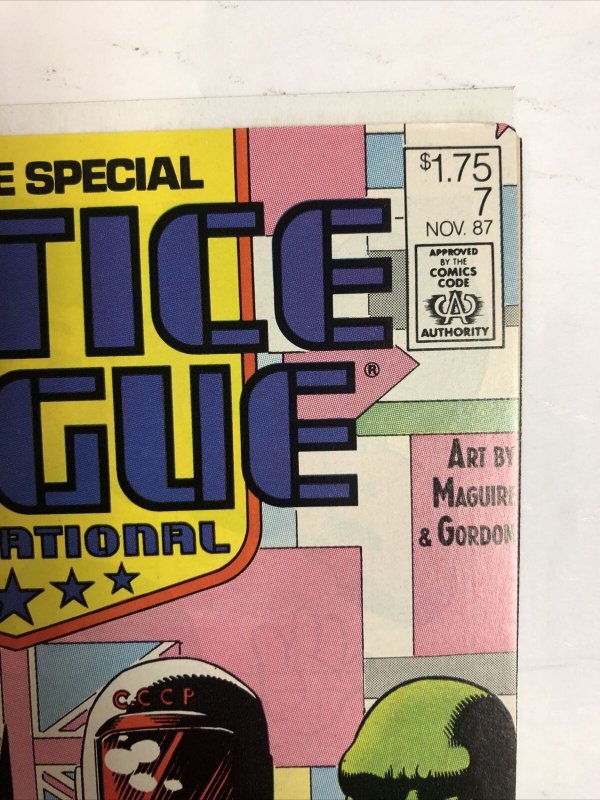 E SPECIAL
TICE
GUE®
ATIONAL
$1.75
7
NOV. 87
APPROVED
BY THE
COMICS
CODE
CA
AUTHORITY
ART BY
MAGUIRE
& GORDON
CCCP